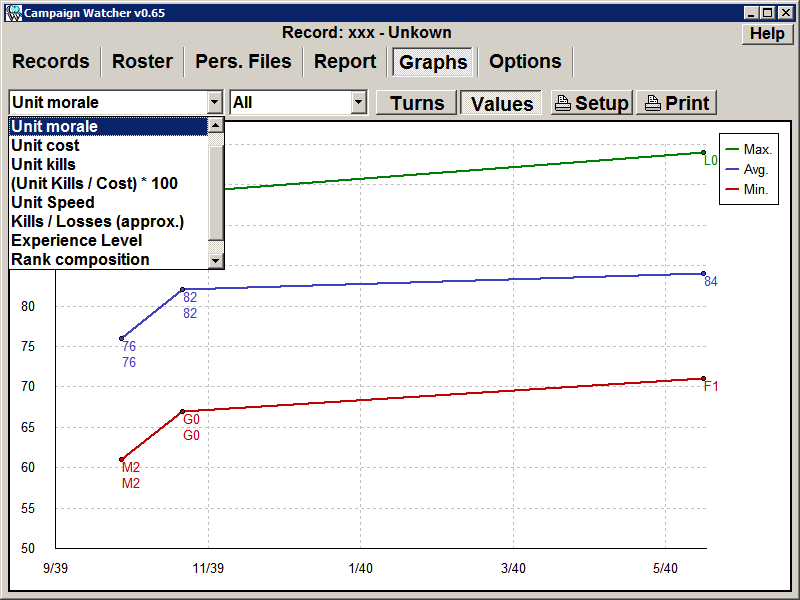 Campaign Watcher v0.65
Record: xxx - Unkown
Help
Records Roster Pers. Files Report Graphs Options
Unit morale All Turns Values Setup Print
Unit morale
Unit cost
Unit kills
(Unit Kills / Cost) * 100
Unit Speed
Kills / Losses (approx.)
Experience Level
Rank composition
Max.
Avg.
Min.
L0
84
82
82
76
76
F1
G0
G0
M2
M2
80
75
70
65
60
55
50
9/39 11/39 1/40 3/40 5/40